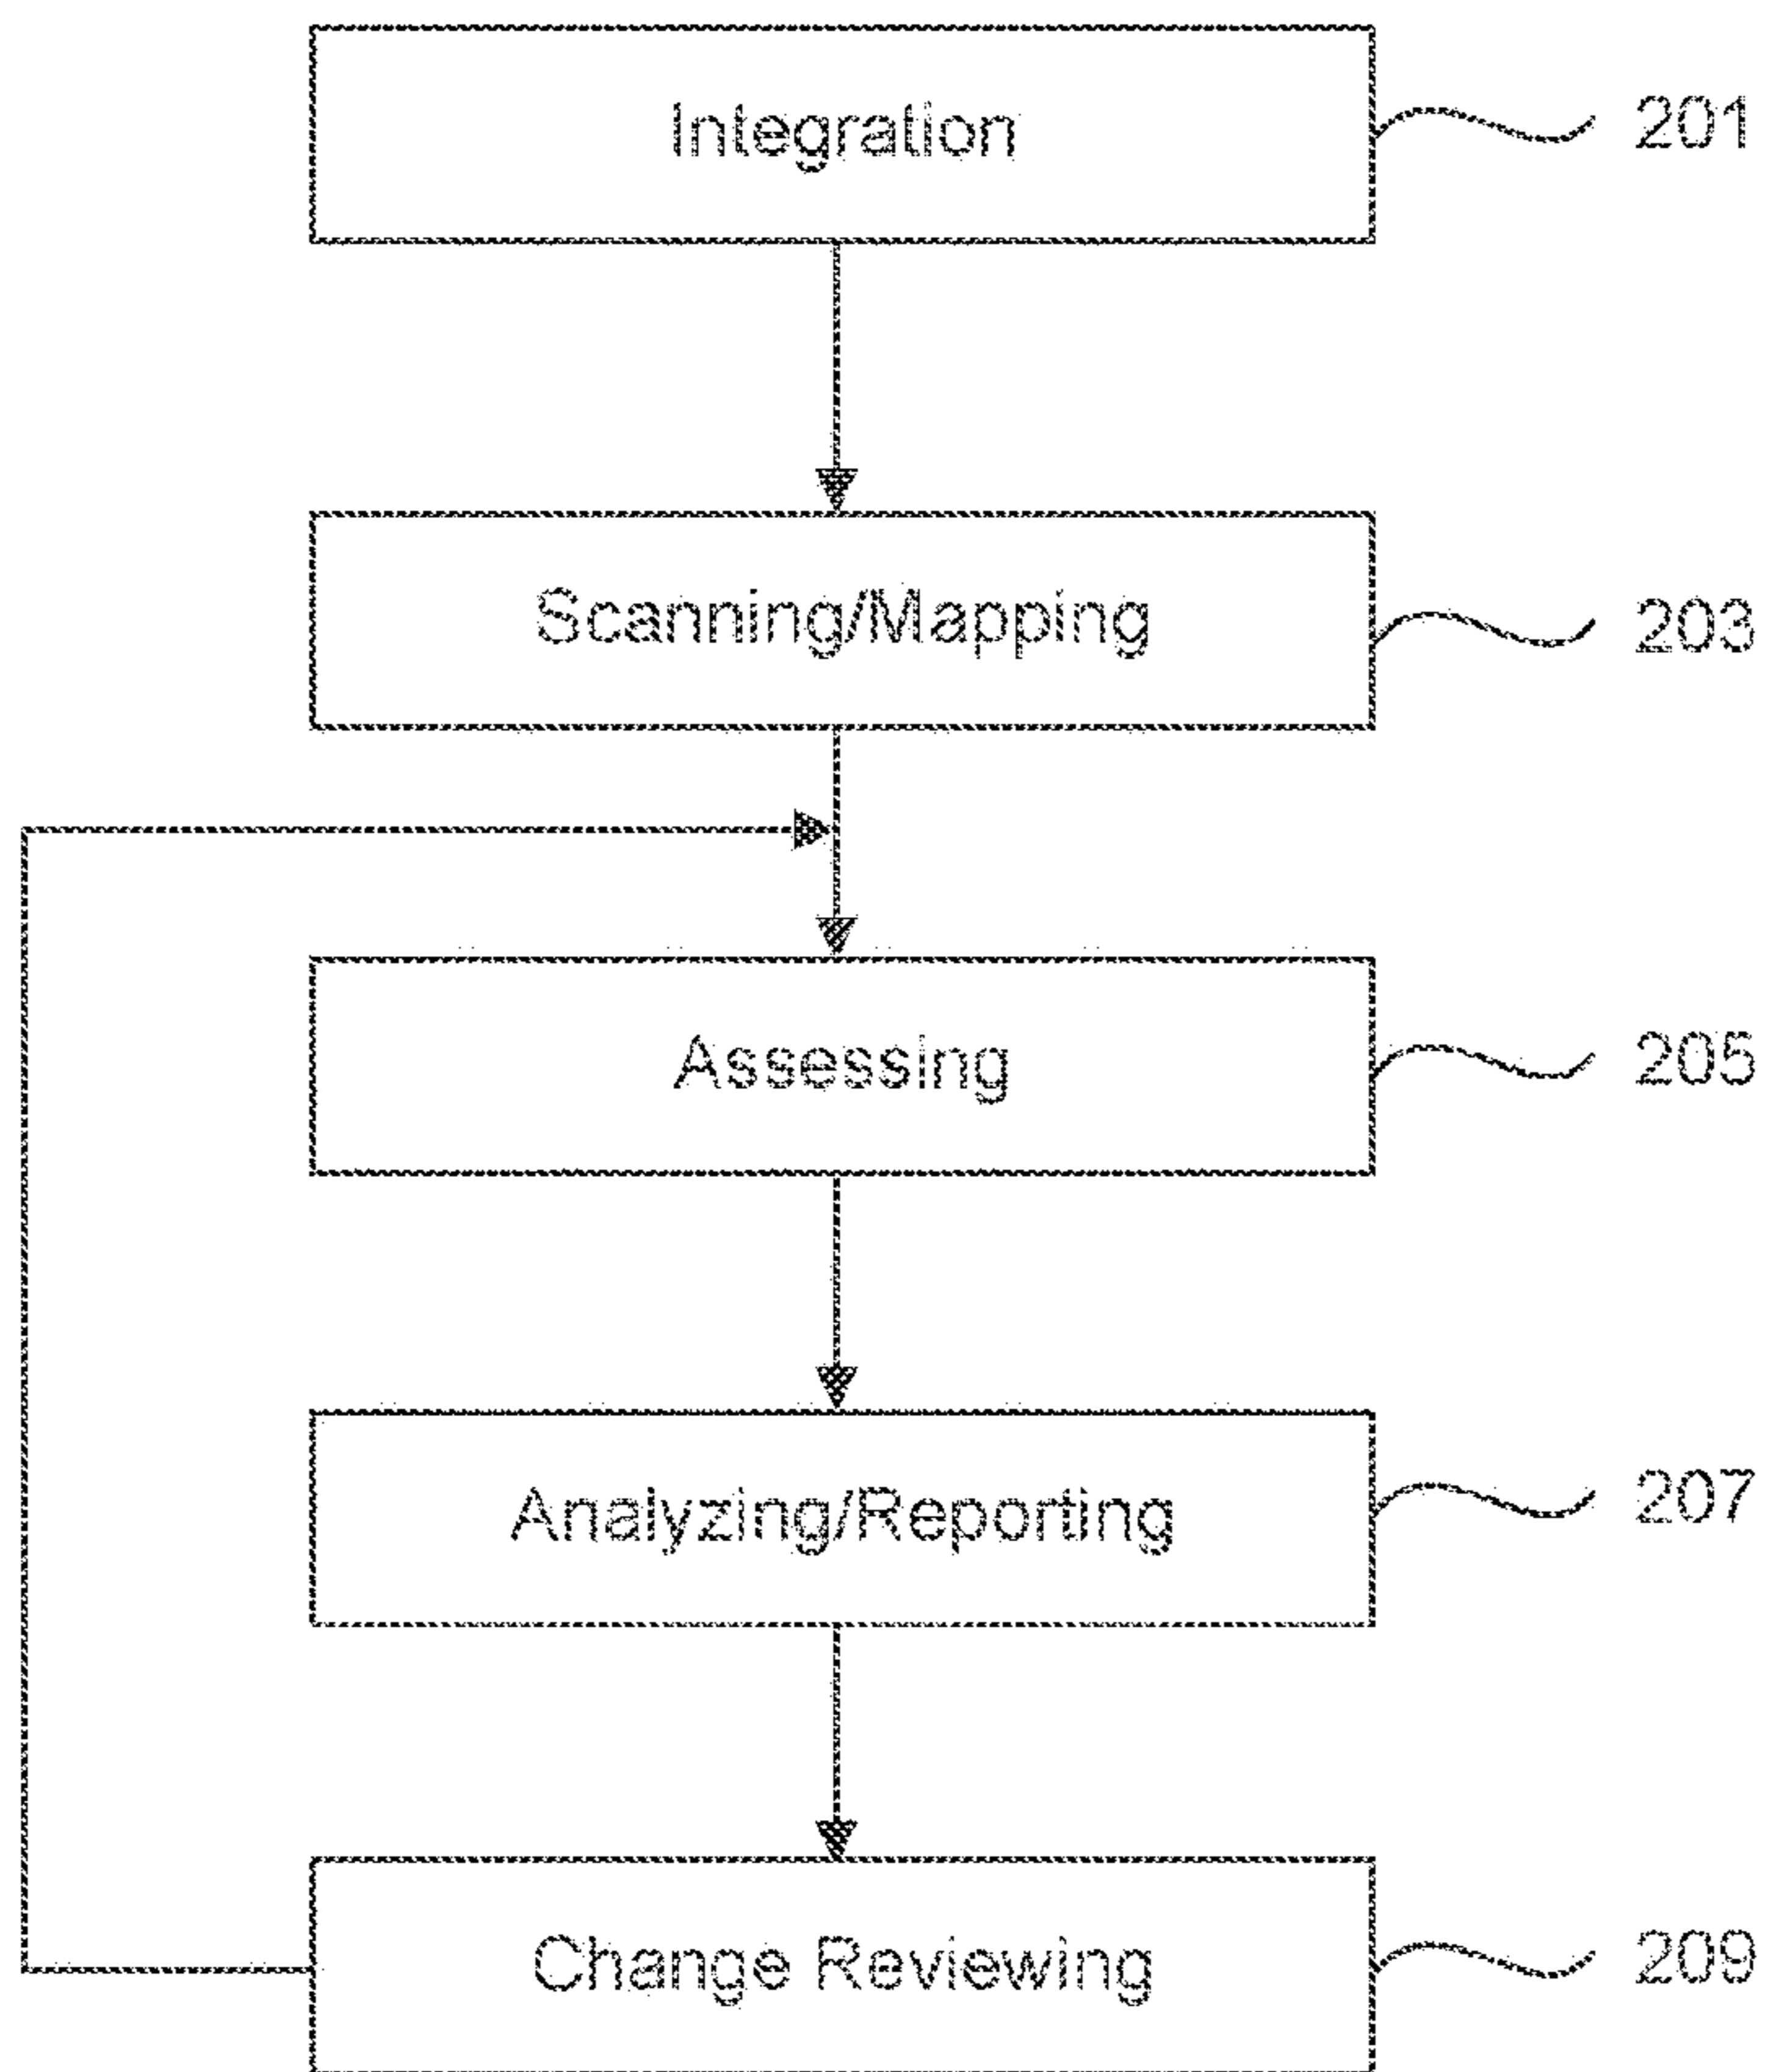 Integration 201
Scanning/Mapping 203
Assessing 205
Analyzing/Reporting 207
Change Reviewing 209